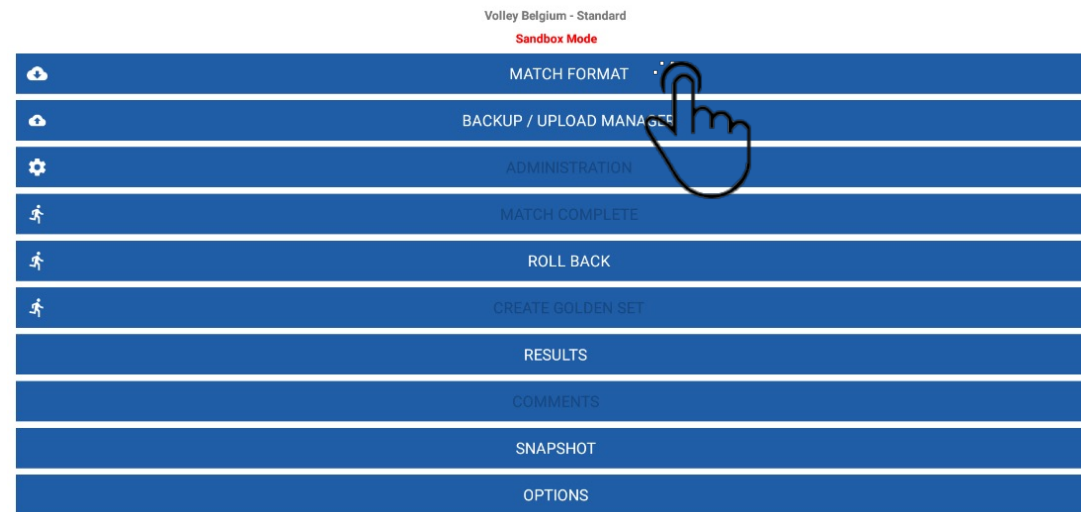 Volley Belgium - Standard
Sandbox Mode
MATCH FORMAT
BACKUP / UPLOAD MANAGER
ADMINISTRATION
MATCH COMPLETE
ROLL BACK
CREATE GOLDEN SET
RESULTS
COMMENTS
SNAPSHOT
OPTIONS